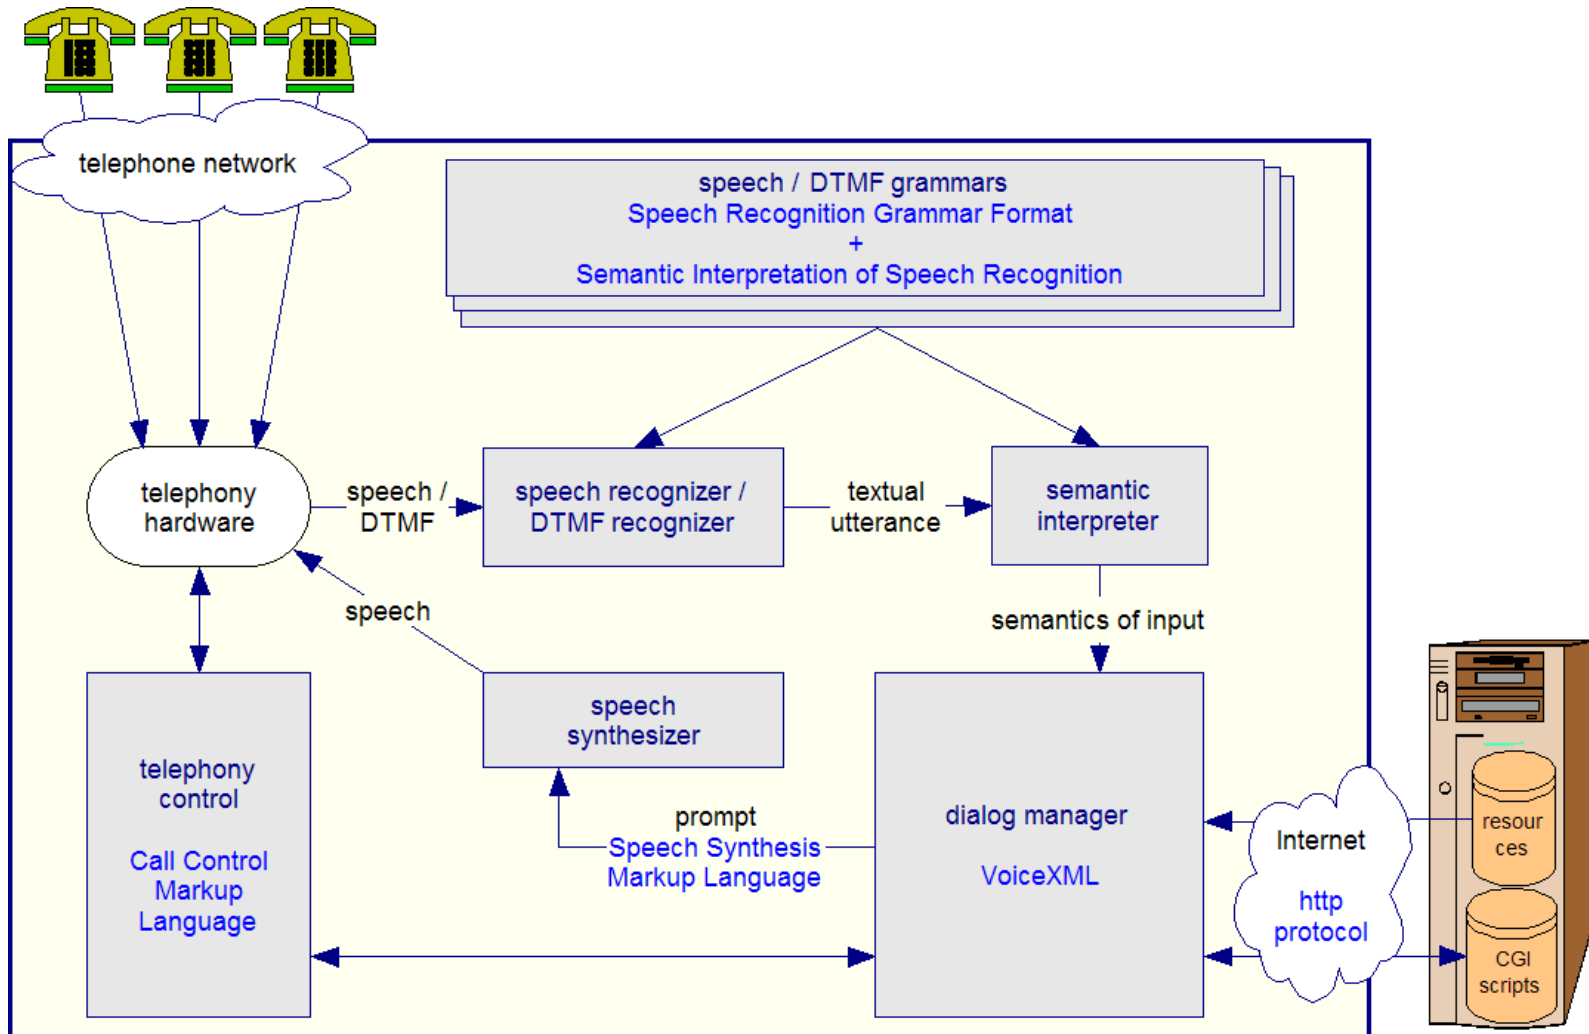 telephone network
speech / DTMF grammars
Speech Recognition Grammar Format
+
Semantic Interpretation of Speech Recognition
telephony
hardware
speech /
DTMF
speech recognizer /
DTMF recognizer
textual
utterance
semantic
interpreter
speech
semantics of input
telephony
control
Call Control
Markup
Language
speech
synthesizer
prompt
Speech Synthesis
Markup Language
dialog manager
VoiceXML
Internet
http
protocol
resour
ces
CGI
scripts